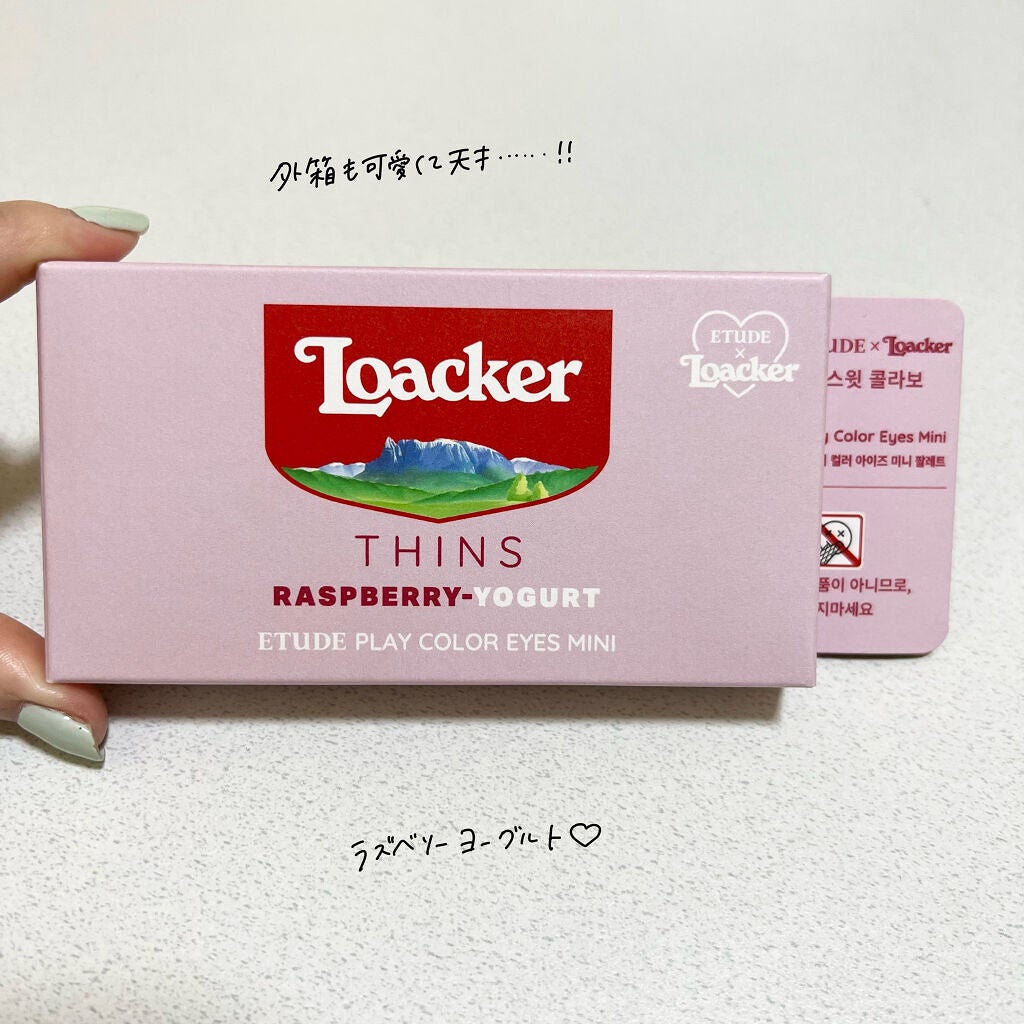 外箱も可愛くて天才……!!
Loacker
THINS
RASPBERRY-YOGURT
ETUDE PLAY COLOR EYES MINI
ETUDE
×
Loacker
UDE × Loacker
스윗 콜라보
Color Eyes Mini
컬러 아이즈 미니 팔레트
품이 아니므로,
지마세요
ラズベリーヨーグルト♡